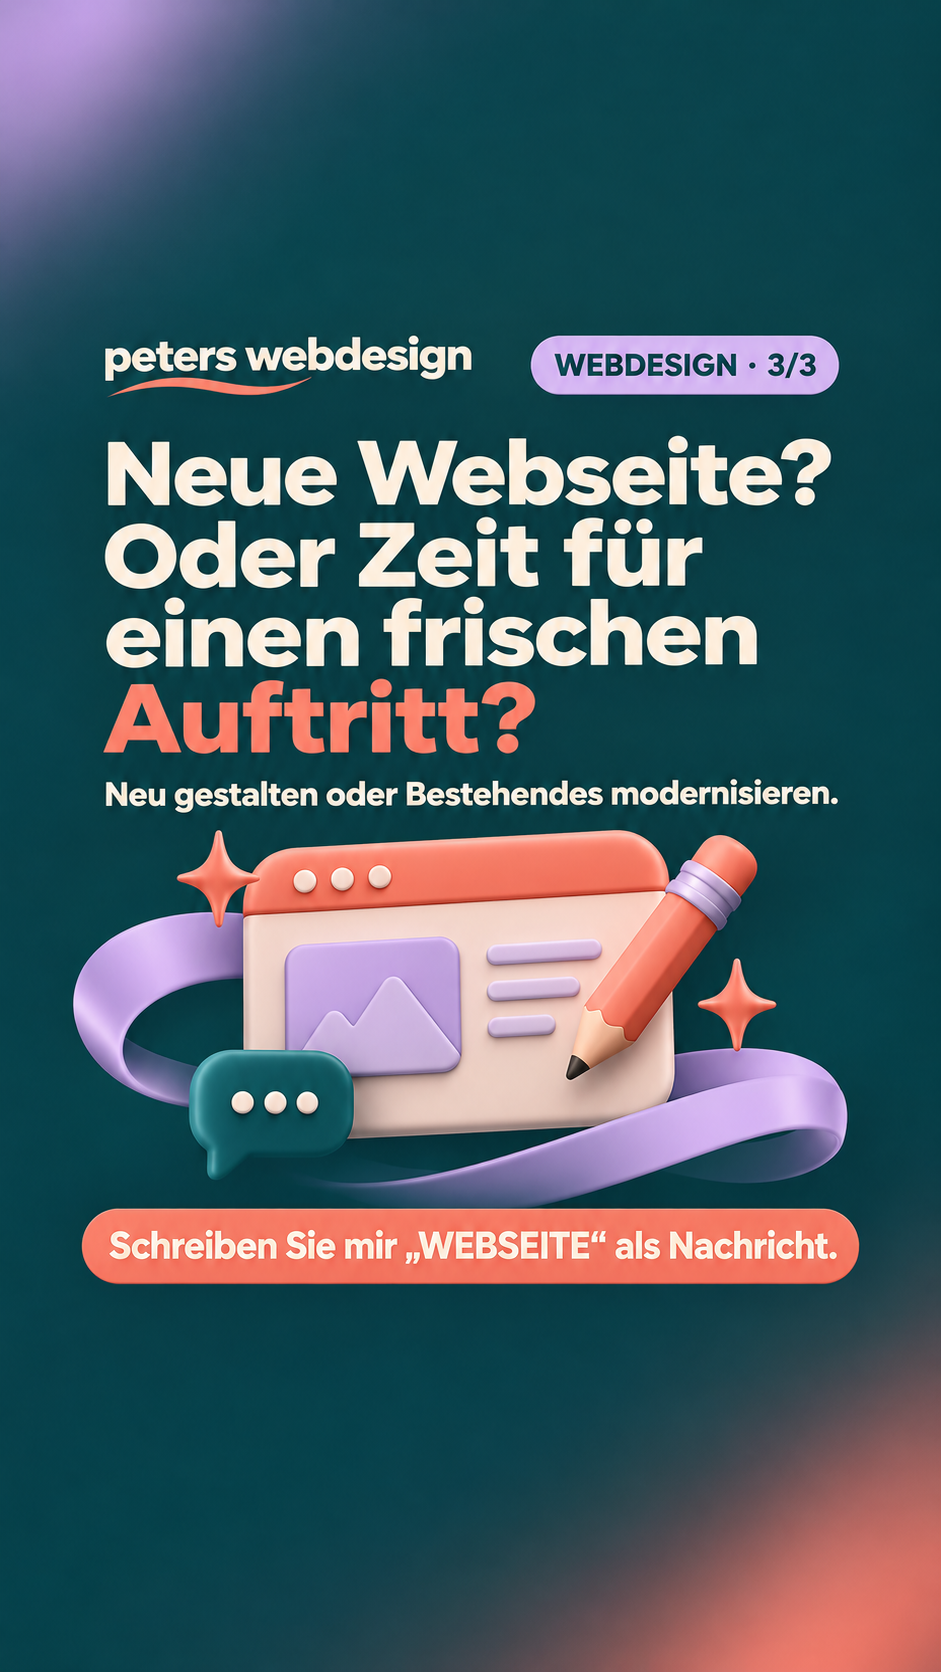 peters webdesign
WEBDESIGN · 3/3
Neue Webseite?
Oder Zeit für
einen frischen
Auftritt?
Neu gestalten oder Bestehendes modernisieren.
Schreiben Sie mir „WEBSEITE“ als Nachricht.